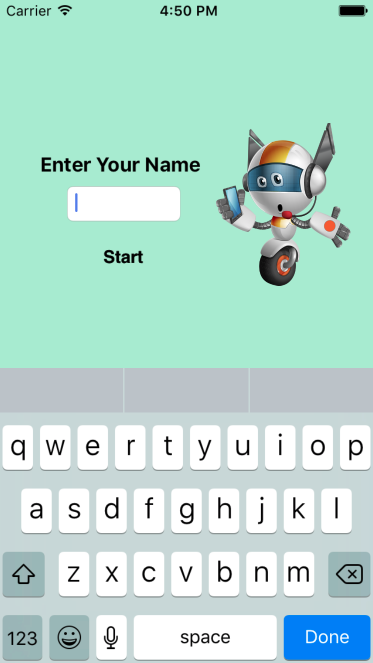 Carrier 4:50 PM
Enter Your Name
Start
q w e r t y u i o p
a s d f g h j k l
z x c v b n m
123 space Done